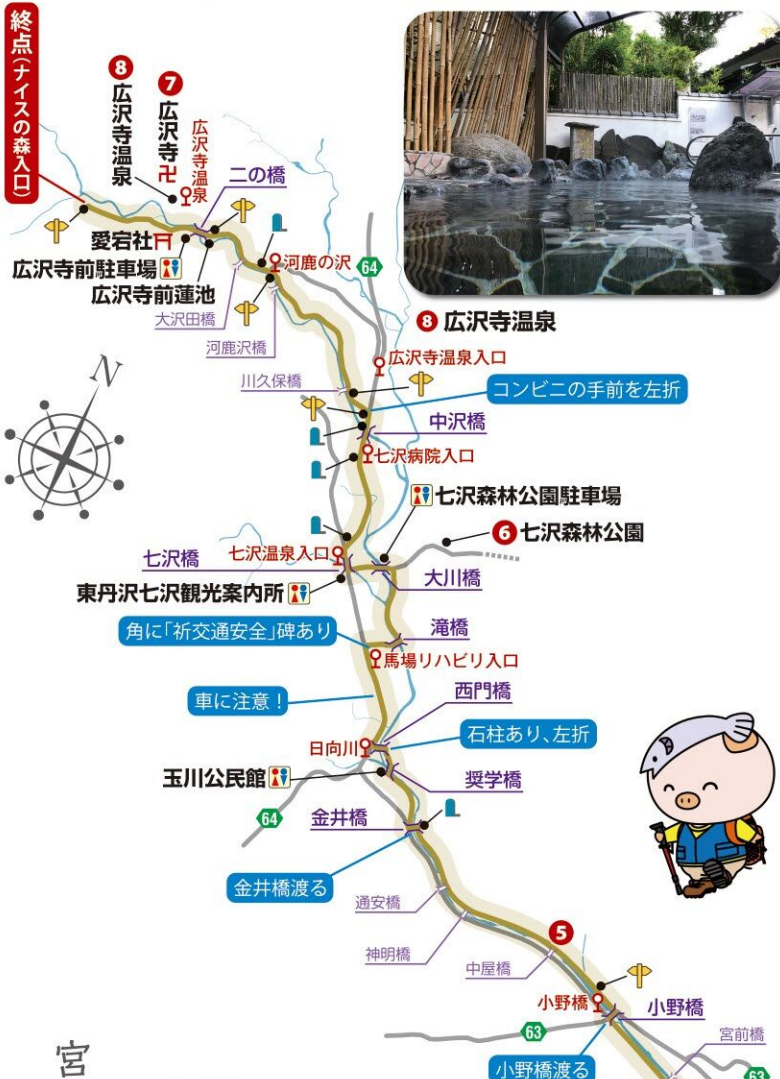 終点(ナイスの森入口)
8
広沢寺温泉
7
広沢寺卍
広沢寺温泉
二の橋
愛宕社
広沢寺前駐車場
広沢寺前蓮池
大沢田橋
河鹿の沢
64
河鹿沢橋
8 広沢寺温泉
広沢寺温泉入口
川久保橋
コンビニの手前を左折
中沢橋
N
七沢病院入口
七沢森林公園駐車場
6 七沢森林公園
七沢温泉入口
七沢橋
大川橋
東丹沢七沢観光案内所
角に「祈交通安全」碑あり
滝橋
馬場リハビリ入口
車に注意!
西門橋
石柱あり、左折
日向川
玉川公民館
奨学橋
64
金井橋
金井橋渡る
通安橋
神明橋
5
中屋橋
小野橋
小野橋
63
宮前橋
宮
小野橋渡る
63